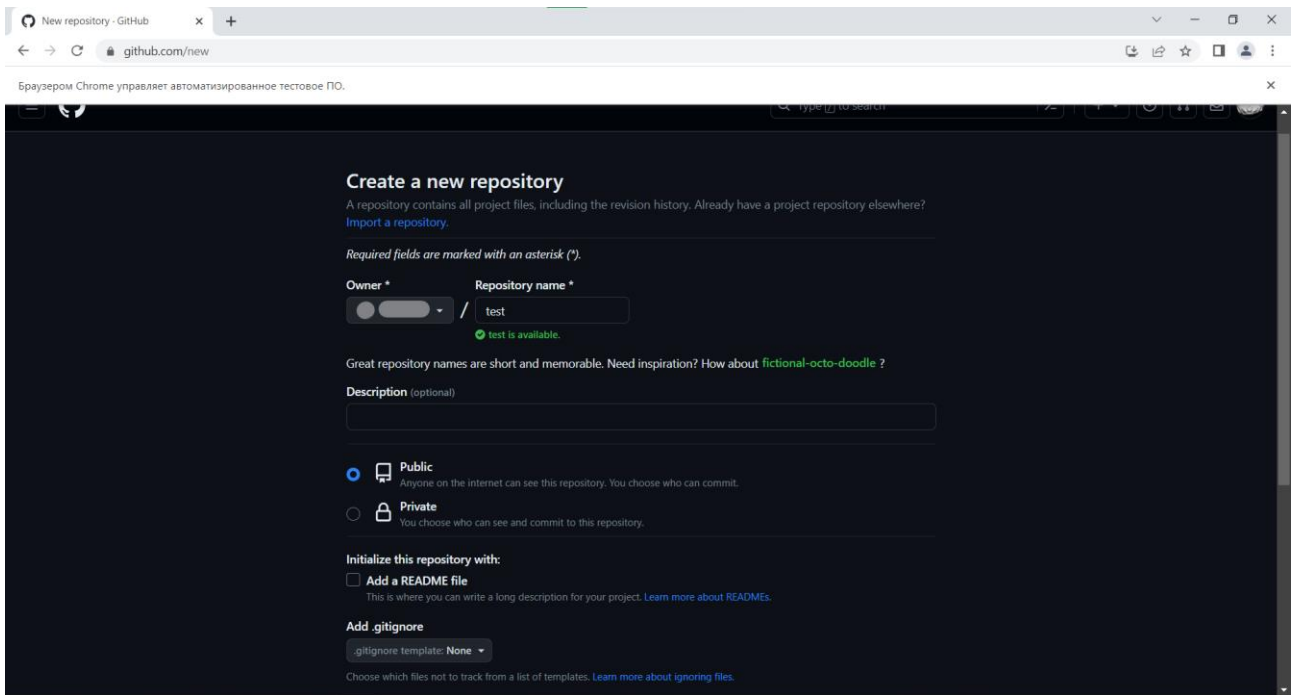 New repository · GitHub
github.com/new
Браузером Chrome управляет автоматизированное тестовое ПО.
Type / to search
Create a new repository
A repository contains all project files, including the revision history. Already have a project repository elsewhere?
Import a repository.
Required fields are marked with an asterisk (*).
Owner * Repository name *
/ test
test is available.
Great repository names are short and memorable. Need inspiration? How about fictional-octo-doodle ?
Description (optional)
Public
Anyone on the internet can see this repository. You choose who can commit.
Private
You choose who can see and commit to this repository.
Initialize this repository with:
Add a README file
This is where you can write a long description for your project. Learn more about READMEs.
Add .gitignore
.gitignore template: None
Choose which files not to track from a list of templates. Learn more about ignoring files.